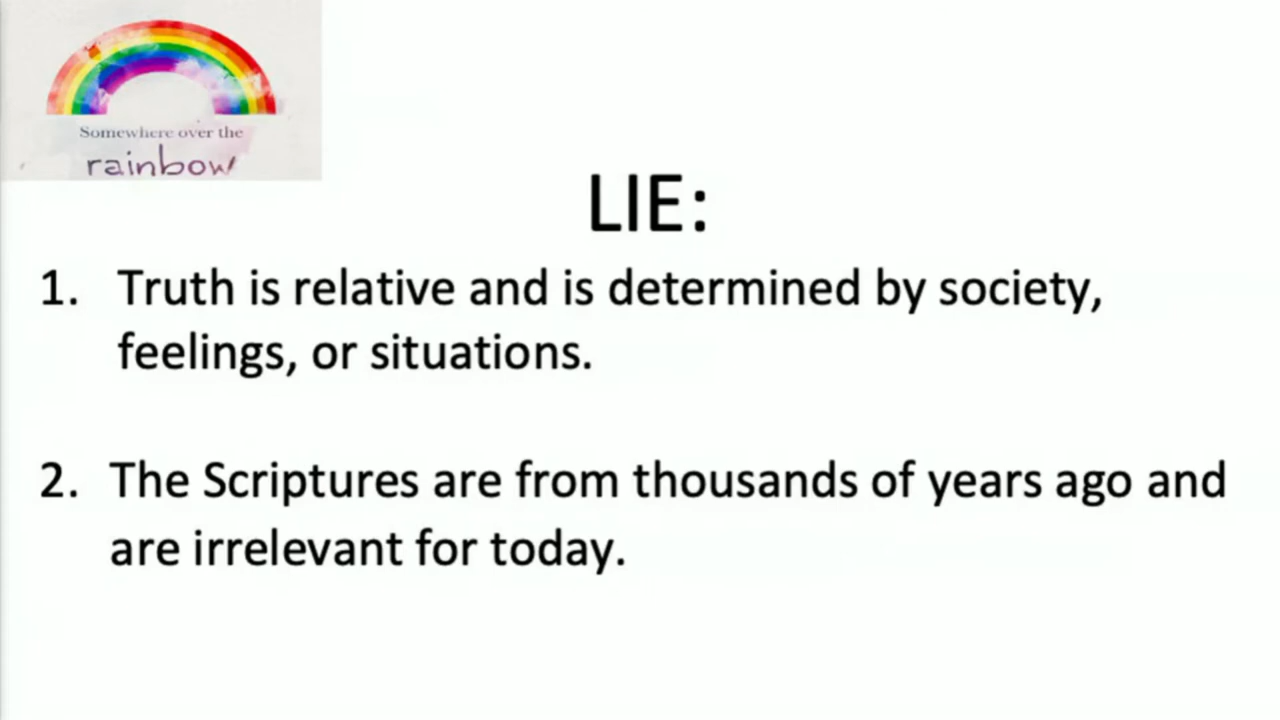 Somewhere over the
rainbow
LIE:
1. Truth is relative and is determined by society,
feelings, or situations.
2. The Scriptures are from thousands of years ago and
are irrelevant for today.